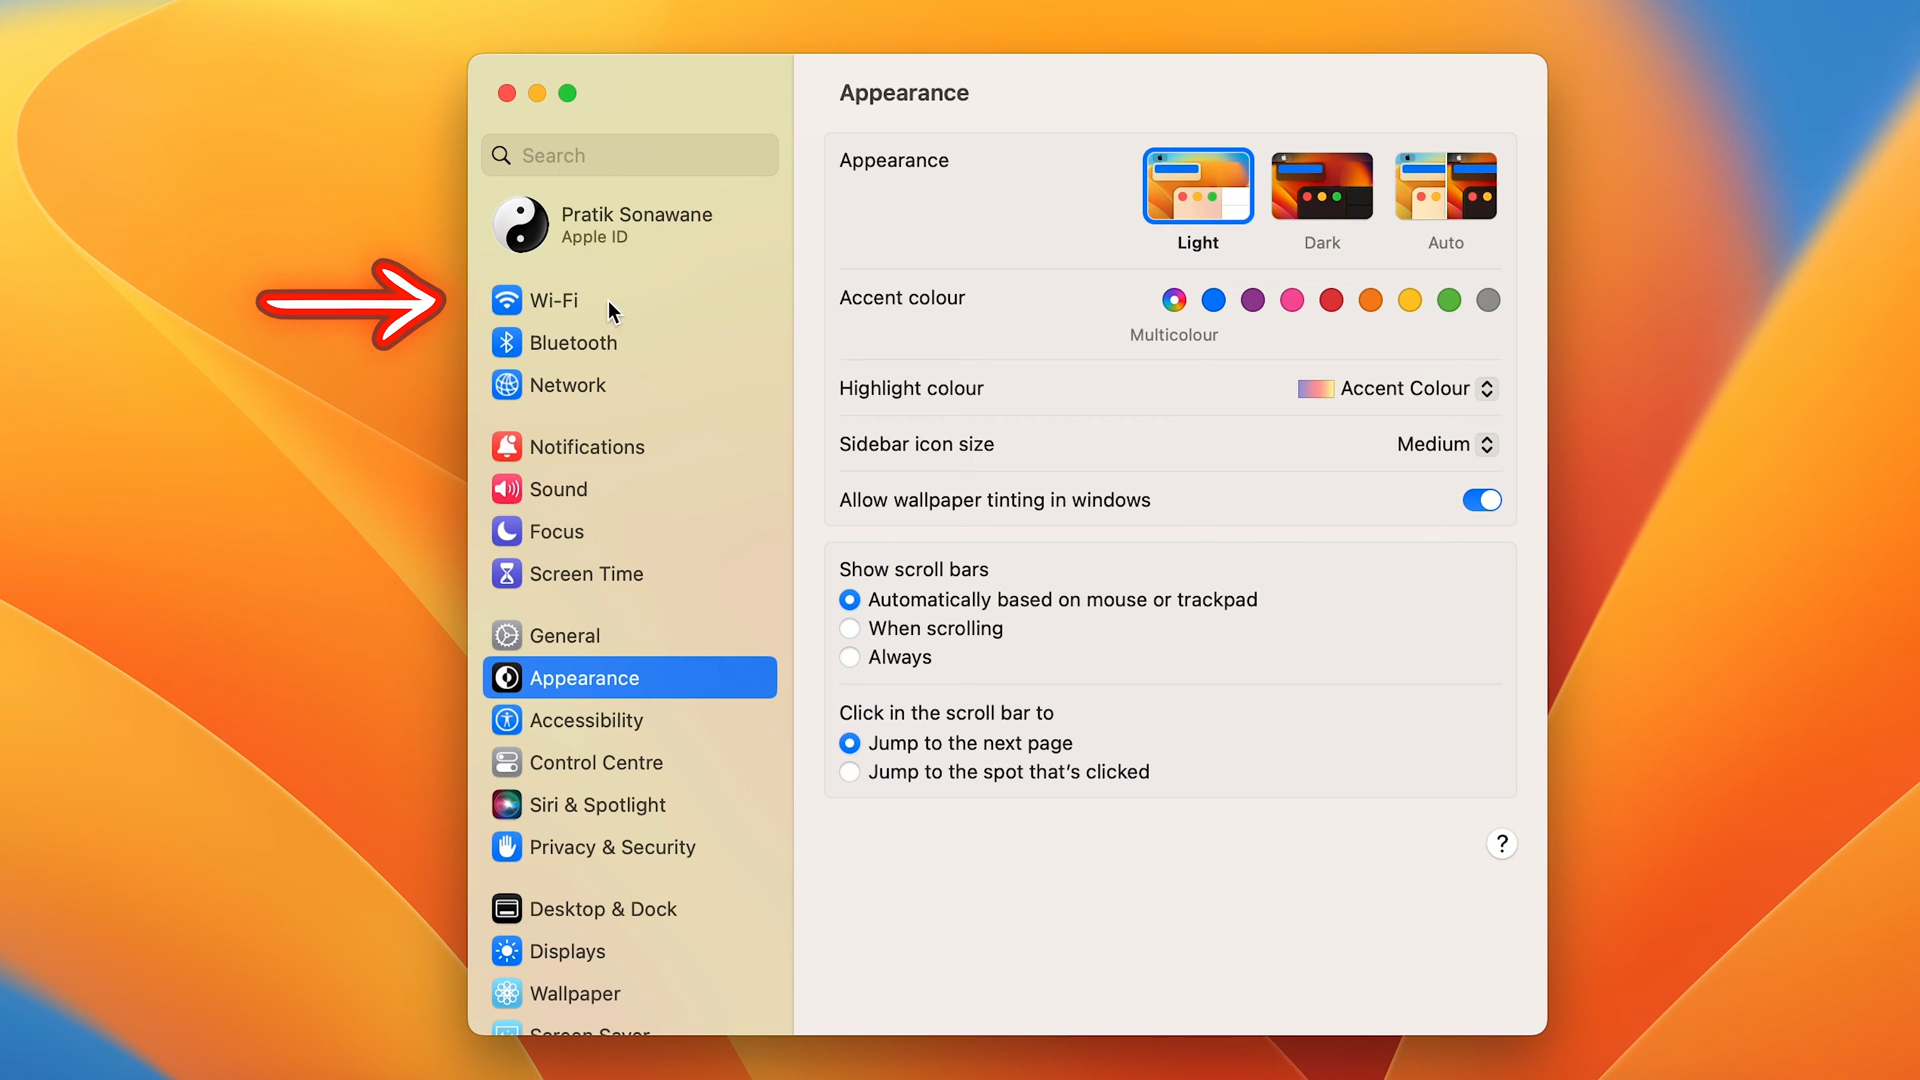 Search
Pratik Sonawane
Apple ID
Wi-Fi
Bluetooth
Network
Notifications
Sound
Focus
Screen Time
General
Appearance
Accessibility
Control Centre
Siri & Spotlight
Privacy & Security
Desktop & Dock
Displays
Wallpaper
Screen Saver
Appearance
Appearance
Light
Dark
Auto
Accent colour
Multicolour
Highlight colour
Accent Colour
Sidebar icon size
Medium
Allow wallpaper tinting in windows
Show scroll bars
Automatically based on mouse or trackpad
When scrolling
Always
Click in the scroll bar to
Jump to the next page
Jump to the spot that's clicked
?